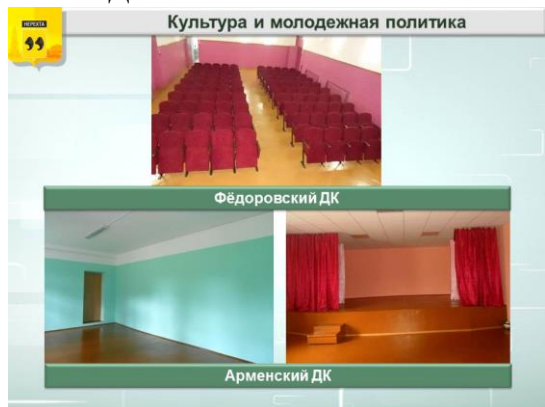 НЕРЕХТА
Культура и молодежная политика
Фёдоровский ДК
Арменский ДК